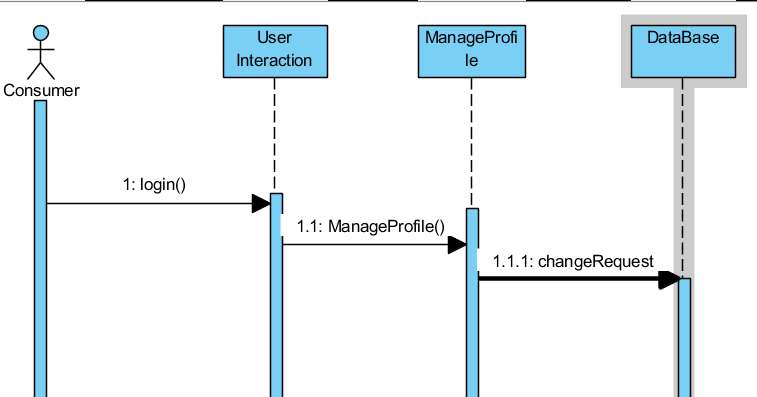 User
Interaction
ManageProfi
le
DataBase
Consumer
1: login()
1.1: ManageProfile()
1.1.1: changeRequest